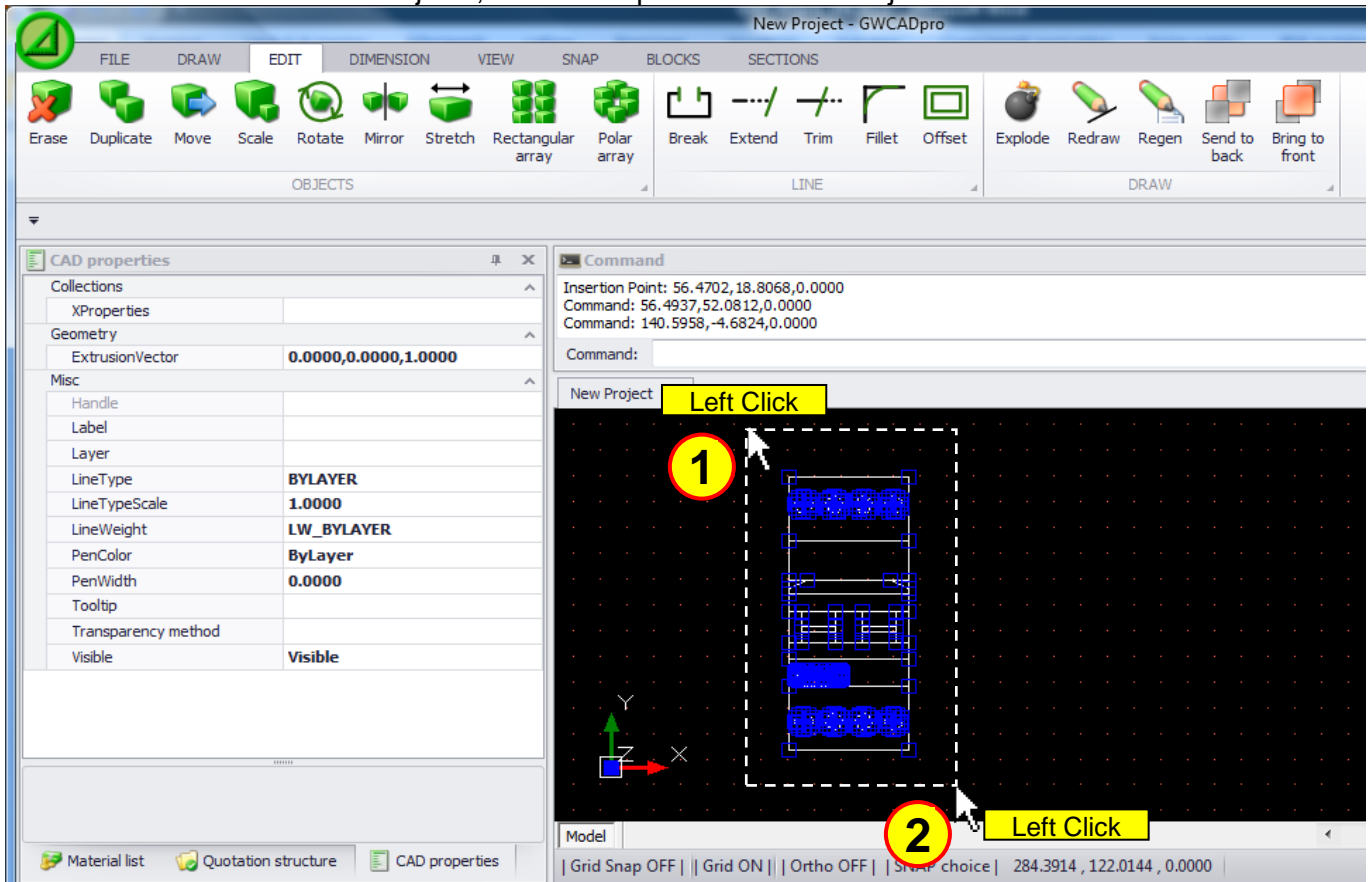 New Project - GWCADpro
FILE DRAW EDIT DIMENSION VIEW SNAP BLOCKS SECTIONS
Erase Duplicate Move Scale Rotate Mirror Stretch Rectangular array Polar array Break Extend Trim Fillet Offset Explode Redraw Regen Send to back Bring to front
OBJECTS LINE DRAW
CAD properties
Collections
XProperties
Geometry
ExtrusionVector 0.0000,0.0000,1.0000
Misc
Handle
Label
Layer
LineType BYLAYER
LineTypeScale 1.0000
LineWeight LW_BYLAYER
PenColor ByLayer
PenWidth 0.0000
Tooltip
Transparency method
Visible Visible
Material list Quotation structure CAD properties
Command
Insertion Point: 56.4702,18.8068,0.0000
Command: 56.4937,52.0812,0.0000
Command: 140.5958,-4.6824,0.0000
Command:
New Project
Left Click
1
Y
Z X
2 Left Click
Model
| Grid Snap OFF | | Grid ON | | Ortho OFF | | SNAP choice | 284.3914 , 122.0144 , 0.0000